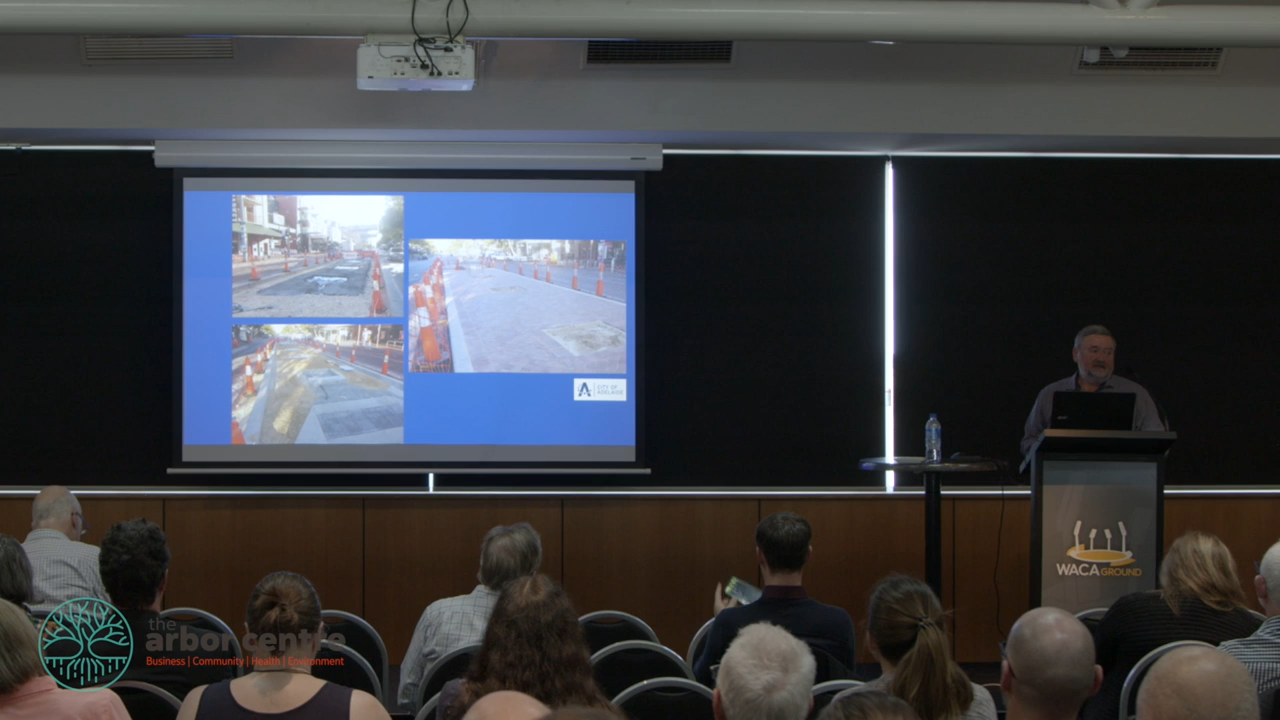 CITY OF
ADELAIDE
WACA GROUND
the
arbor centre
Business | Community | Health | Environment